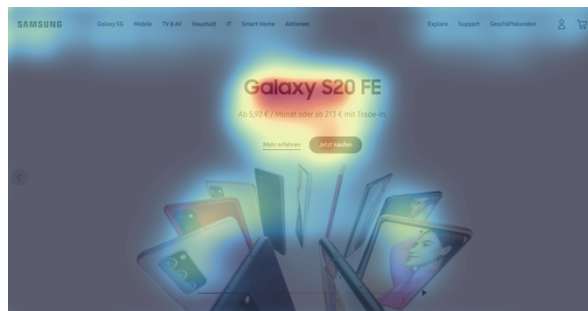 SAMSUNG Galaxy 5G Mobile TV & AV Haushalt IT Smart Home Aktionen Explore Support Geschäftskunden
Galaxy S20 FE
Ab 5,92 € / Monat oder ab 213 € mit Trade-In.
Mehr erfahren Jetzt kaufen